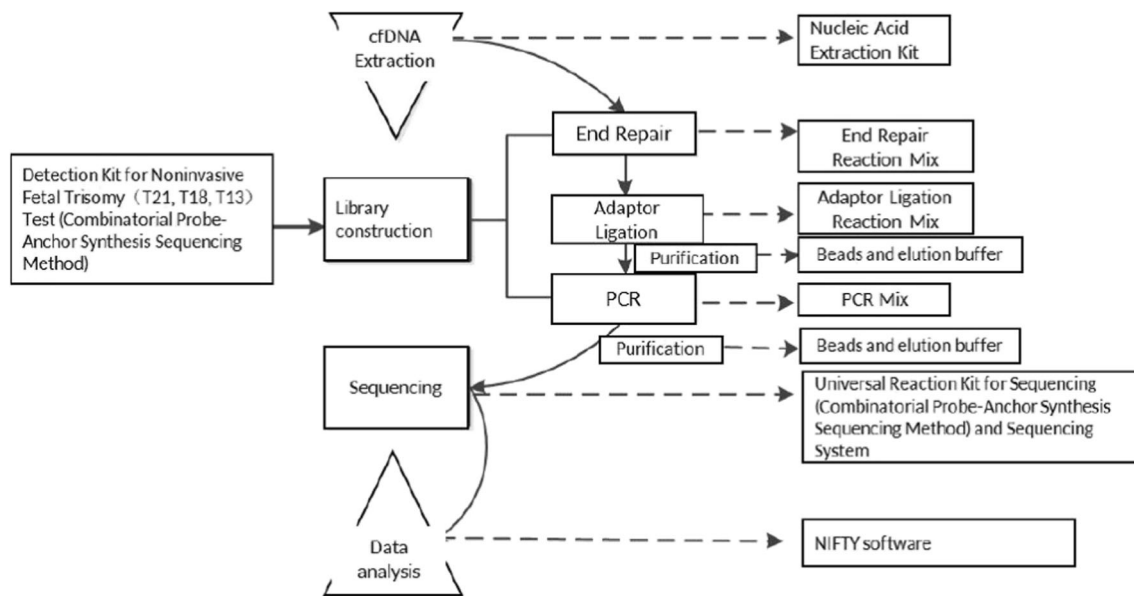 cfDNA
Extraction
Nucleic Acid
Extraction Kit
End Repair
End Repair
Reaction Mix
Detection Kit for Noninvasive
Fetal Trisomy（T21, T18, T13）
Test (Combinatorial Probe-
Anchor Synthesis Sequencing
Method)
Library
construction
Adaptor
Ligation
Adaptor Ligation
Reaction Mix
Purification
Beads and elution buffer
PCR
PCR Mix
Purification
Beads and elution buffer
Sequencing
Universal Reaction Kit for Sequencing
(Combinatorial Probe-Anchor Synthesis
Sequencing Method) and Sequencing
System
Data
analysis
NIFTY software